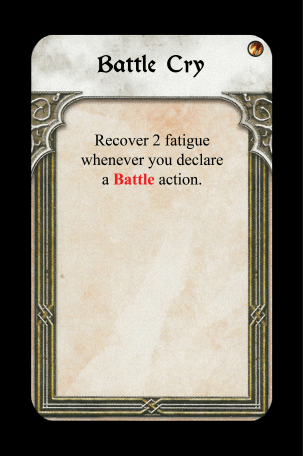 Battle Cry
Recover 2 fatigue
whenever you declare
a Battle action.